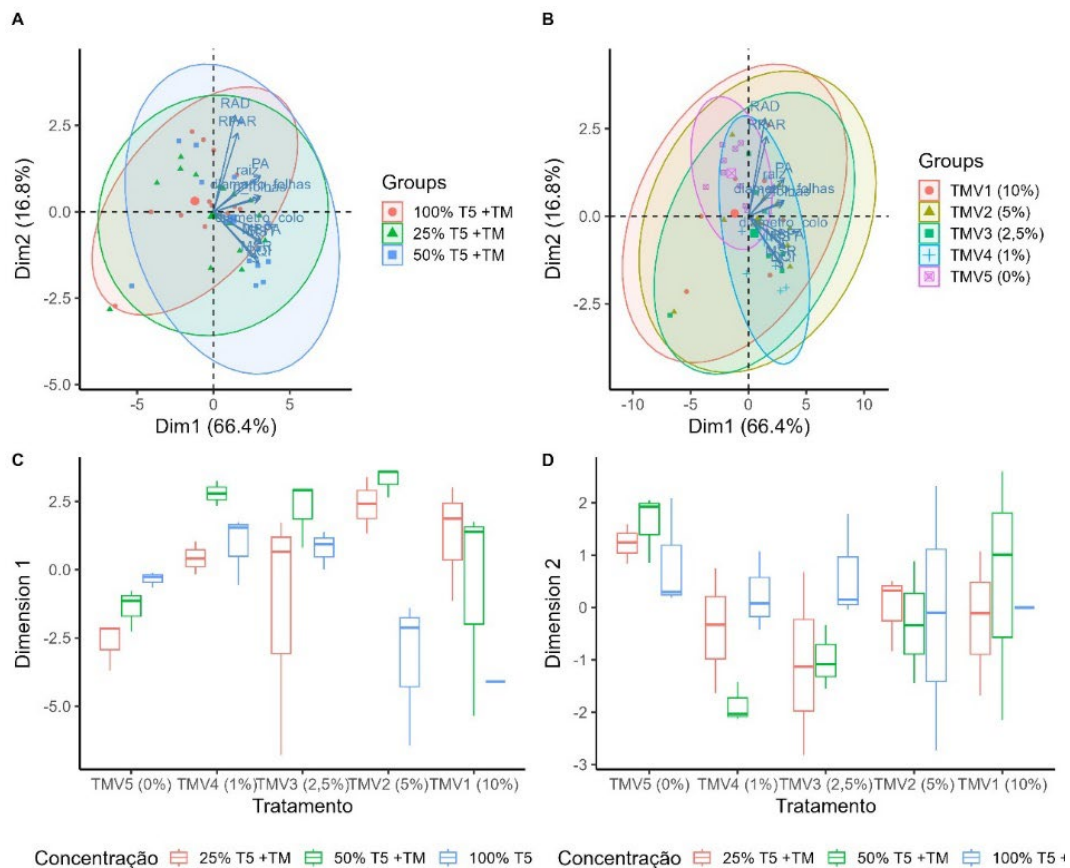 A
Dim2 (16.8%)
2.5
0.0
-2.5
-5.0
RAD
PA
raiz
diametro_folhas
diametro_colo
-5
0
5
Dim1 (66.4%)
Groups
100% T5 +TM
25% T5 +TM
50% T5 +TM
B
Dim2 (16.8%)
2.5
0.0
-2.5
-5.0
RAD
PA
raiz
diametro_folhas
diametro_colo
-10
-5
0
5
10
Dim1 (66.4%)
Groups
TMV1 (10%)
TMV2 (5%)
TMV3 (2,5%)
TMV4 (1%)
TMV5 (0%)
C
Dimension 1
2.5
0.0
-2.5
-5.0
TMV5 (0%) TMV4 (1%) TMV3 (2,5%) TMV2 (5%) TMV1 (10%)
Tratamento
Concentração 25% T5 +TM 50% T5 +TM 100% T5
D
Dimension 2
2
1
0
-1
-2
-3
TMV5 (0%) TMV4 (1%) TMV3 (2,5%) TMV2 (5%) TMV1 (10%)
Tratamento
Concentração 25% T5 +TM 50% T5 +TM 100% T5 +